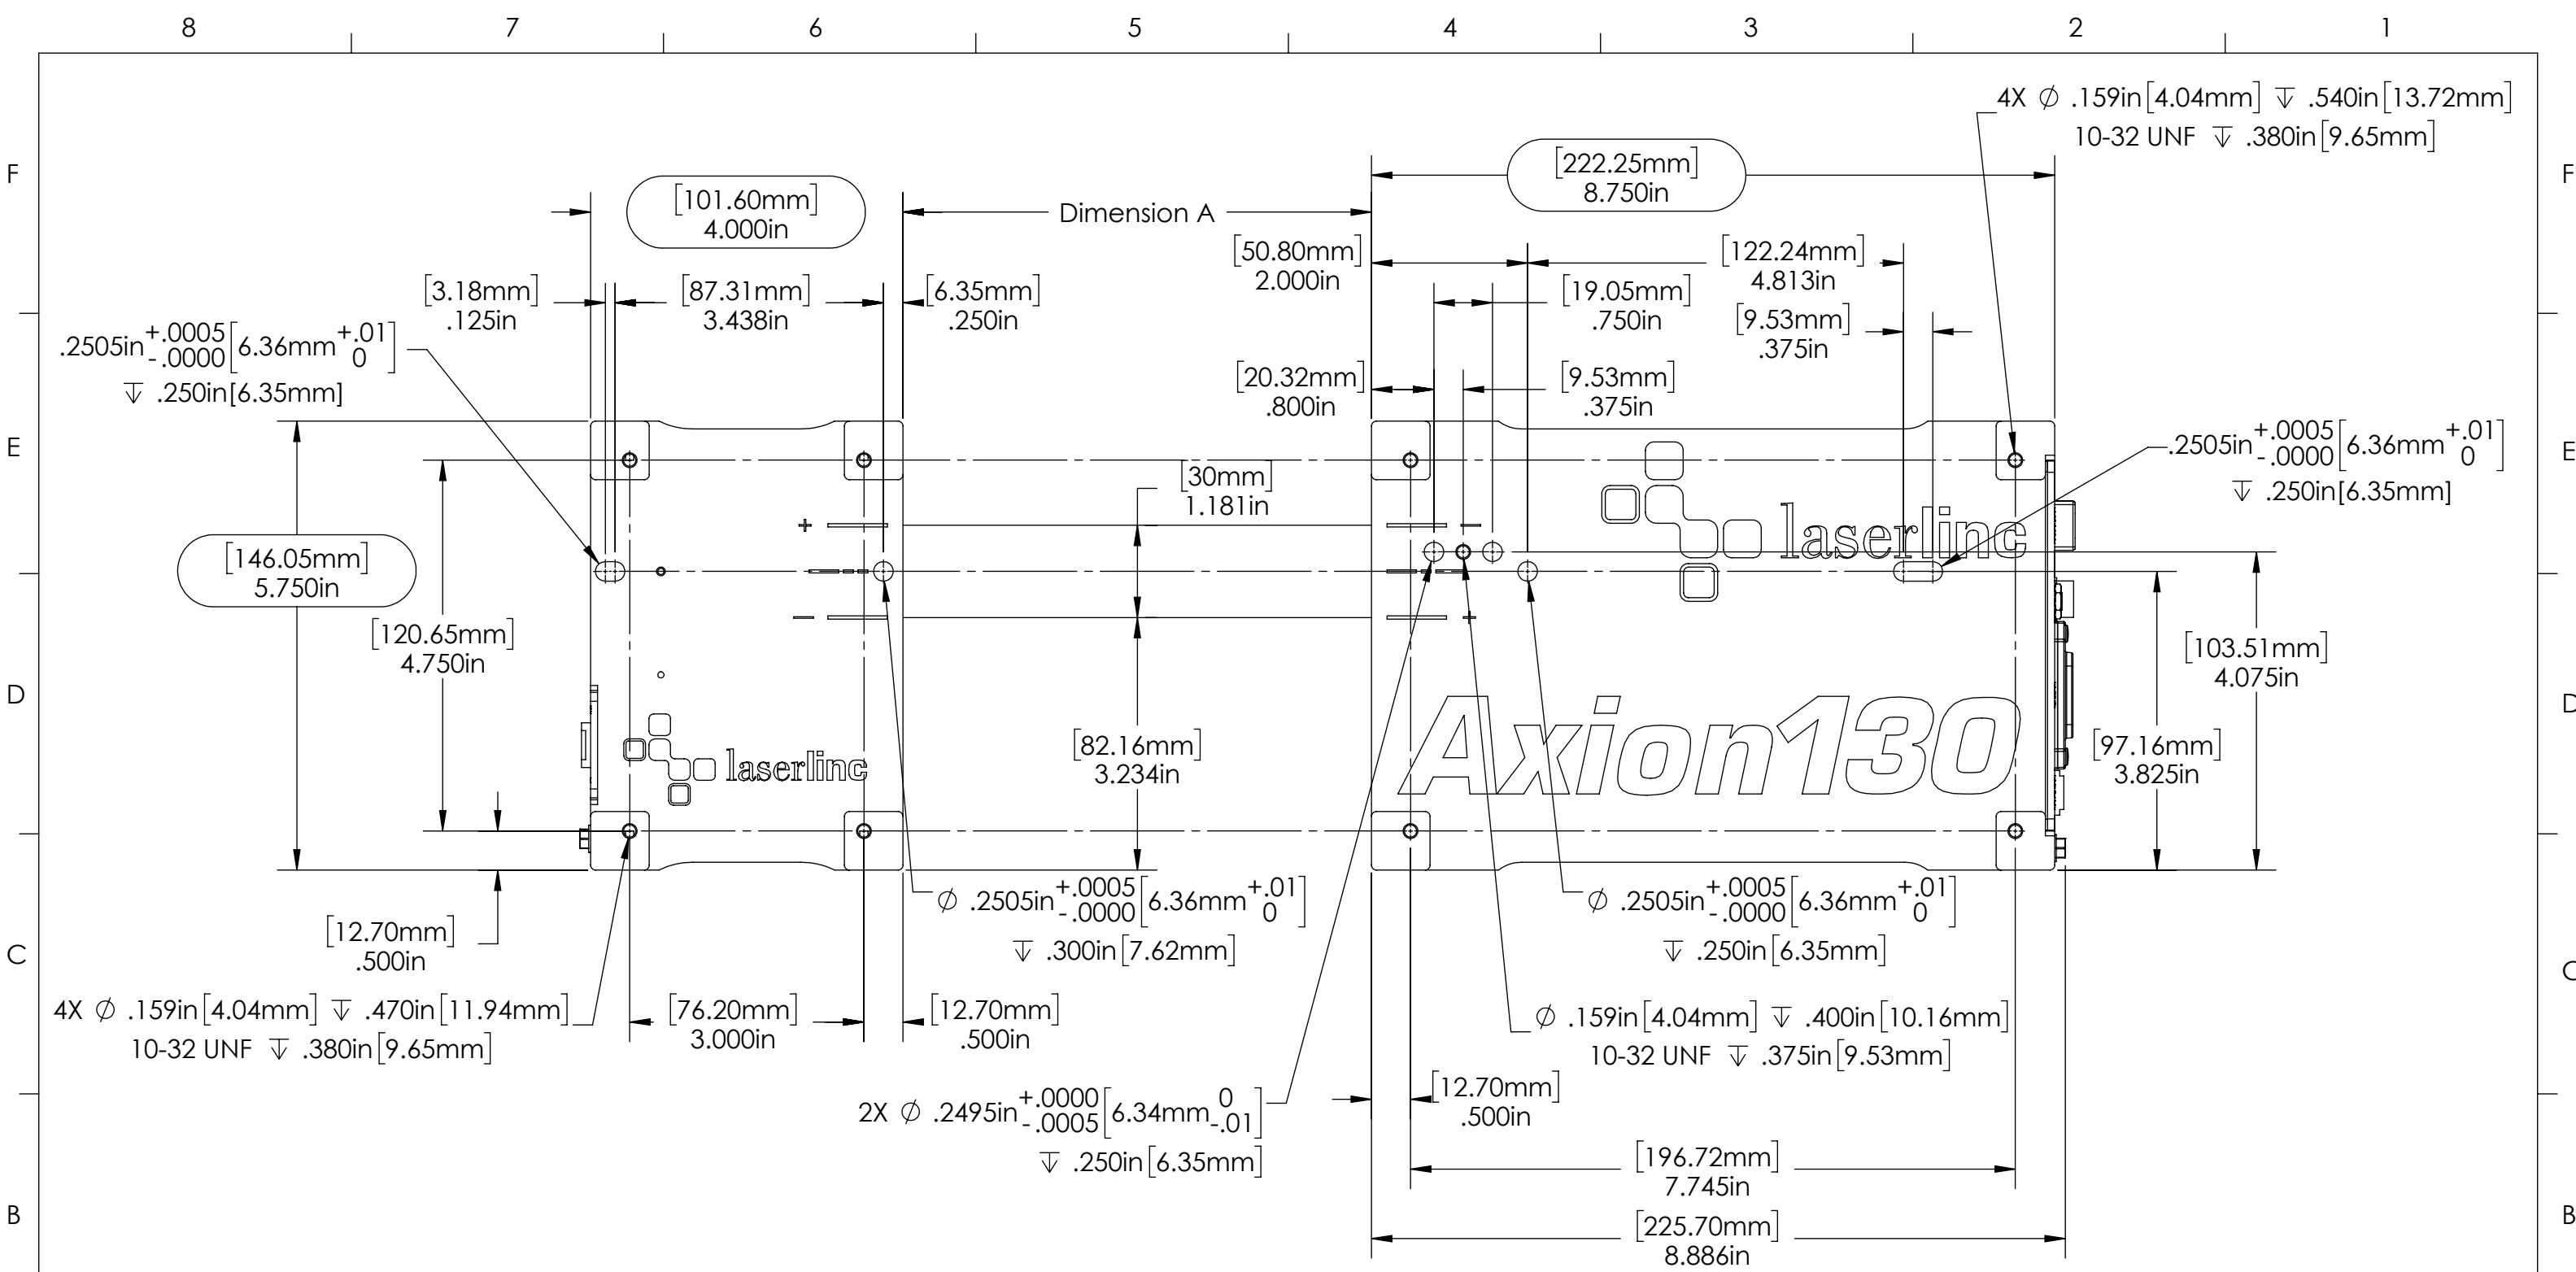 8 7 6 5 4 3 2 1
4X ∅ .159in[4.04mm] ↧ .540in[13.72mm]
10-32 UNF ↧ .380in[9.65mm]
F
F
[222.25mm]
8.750in
[101.60mm]
4.000in
Dimension A
[50.80mm]
2.000in
[122.24mm]
4.813in
[3.18mm]
.125in
[87.31mm]
3.438in
[6.35mm]
.250in
[19.05mm]
.750in
[9.53mm]
.375in
.2505in +.0005 -.0000 [6.36mm +.01 0]
↧ .250in[6.35mm]
[20.32mm]
.800in
[9.53mm]
.375in
E
E
.2505in +.0005 -.0000 [6.36mm +.01 0]
↧ .250in[6.35mm]
[30mm]
1.181in
+
−
laserlinc
[146.05mm]
5.750in
−
+
[120.65mm]
4.750in
[103.51mm]
4.075in
D
D
Axion130
[82.16mm]
3.234in
[97.16mm]
3.825in
laserlinc
∅ .2505in +.0005 -.0000 [6.36mm +.01 0]
↧ .300in[7.62mm]
∅ .2505in +.0005 -.0000 [6.36mm +.01 0]
↧ .250in[6.35mm]
[12.70mm]
.500in
C
C
4X ∅ .159in[4.04mm] ↧ .470in[11.94mm]
10-32 UNF ↧ .380in[9.65mm]
[76.20mm]
3.000in
[12.70mm]
.500in
∅ .159in[4.04mm] ↧ .400in[10.16mm]
10-32 UNF ↧ .375in[9.53mm]
2X ∅ .2495in +.0000 -.0005 [6.34mm 0 -.01]
↧ .250in[6.35mm]
[12.70mm]
.500in
[196.72mm]
7.745in
B
B
[225.70mm]
8.886in